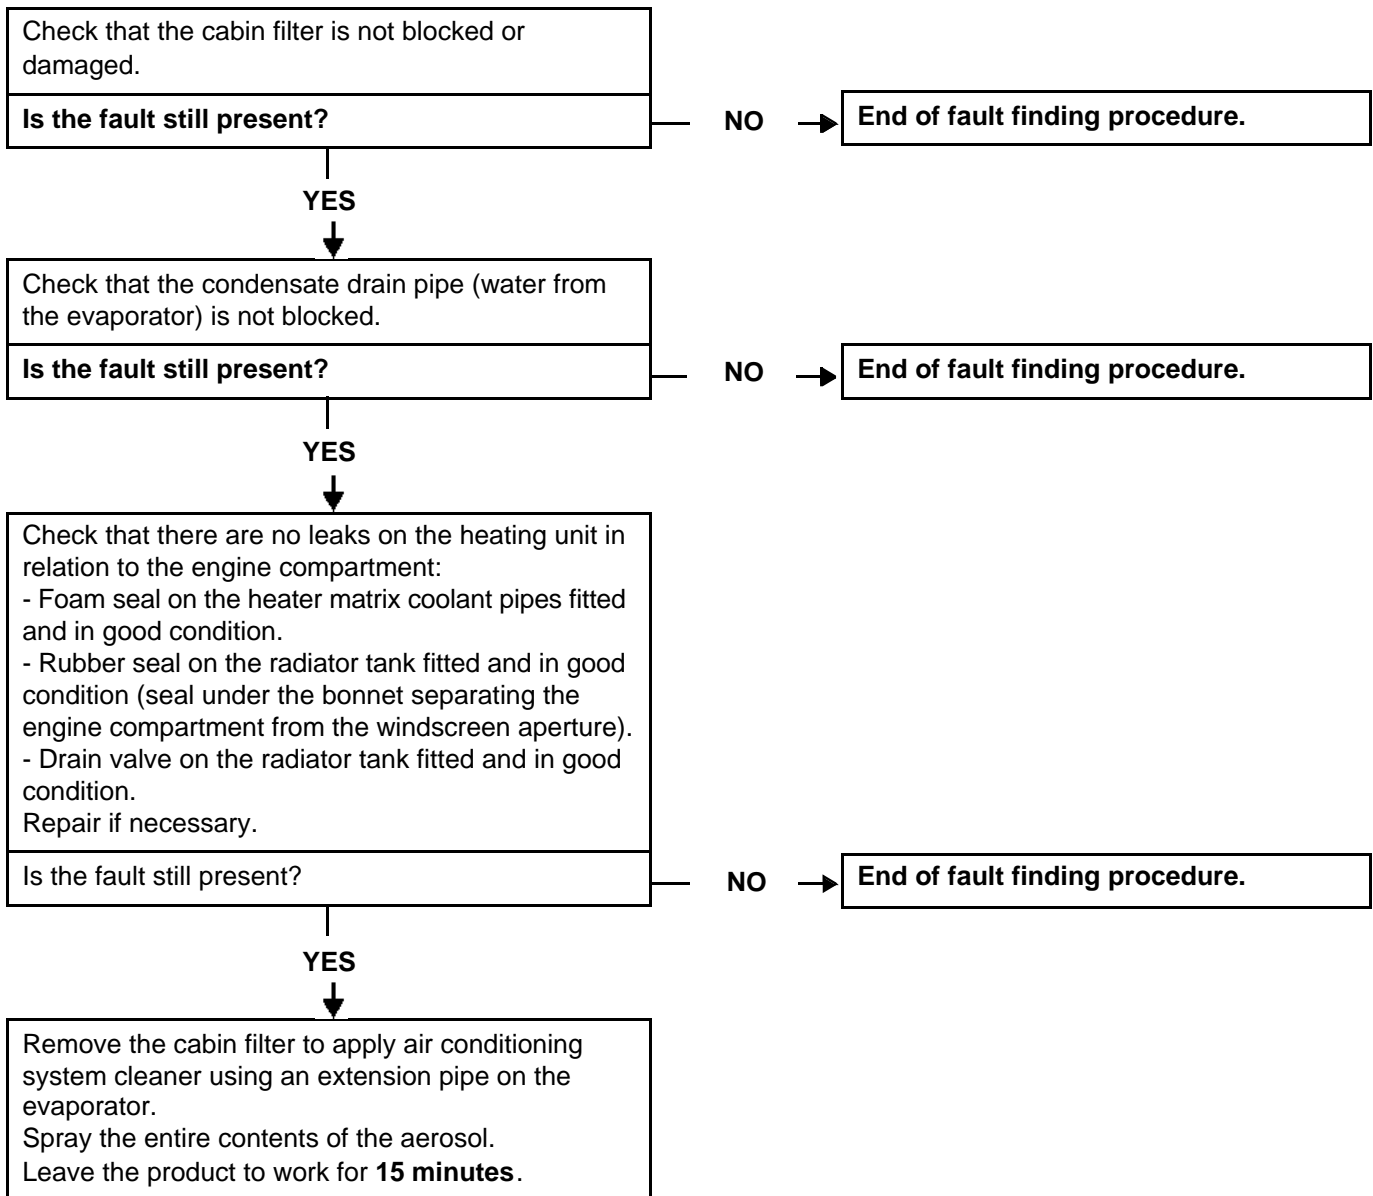 Check that the cabin filter is not blocked or
damaged.
Is the fault still present?
NO
End of fault finding procedure.
YES
Check that the condensate drain pipe (water from
the evaporator) is not blocked.
Is the fault still present?
NO
End of fault finding procedure.
YES
Check that there are no leaks on the heating unit in
relation to the engine compartment:
- Foam seal on the heater matrix coolant pipes fitted
and in good condition.
- Rubber seal on the radiator tank fitted and in good
condition (seal under the bonnet separating the
engine compartment from the windscreen aperture).
- Drain valve on the radiator tank fitted and in good
condition.
Repair if necessary.
Is the fault still present?
NO
End of fault finding procedure.
YES
Remove the cabin filter to apply air conditioning
system cleaner using an extension pipe on the
evaporator.
Spray the entire contents of the aerosol.
Leave the product to work for 15 minutes.